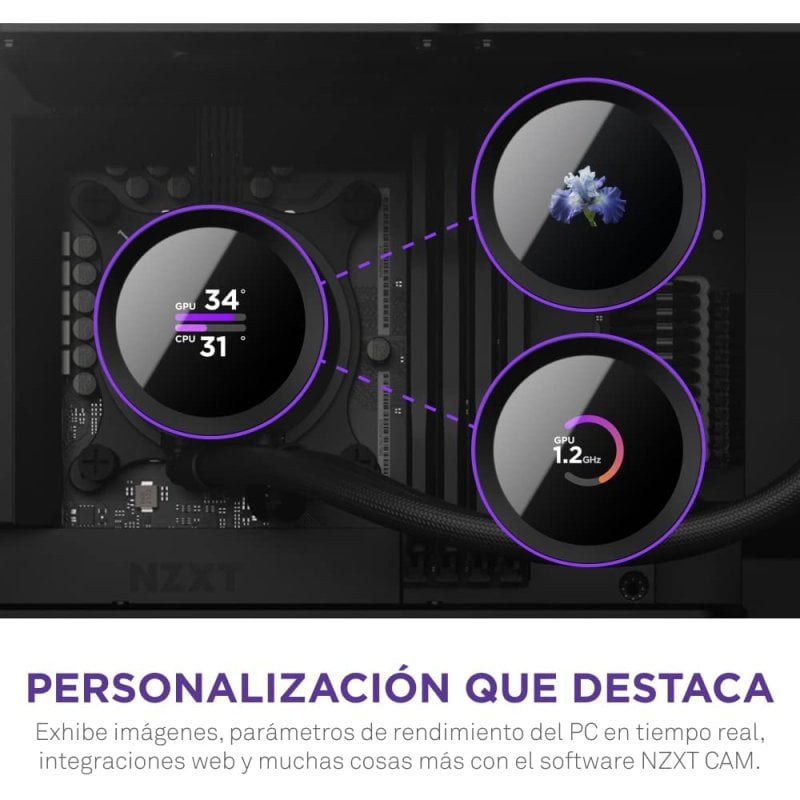 GPU 34°
CPU 31°
GPU
1.2GHz
NZXT
PERSONALIZACIÓN QUE DESTACA
Exhibe imágenes, parámetros de rendimiento del PC en tiempo real,
integraciones web y muchas cosas más con el software NZXT CAM.